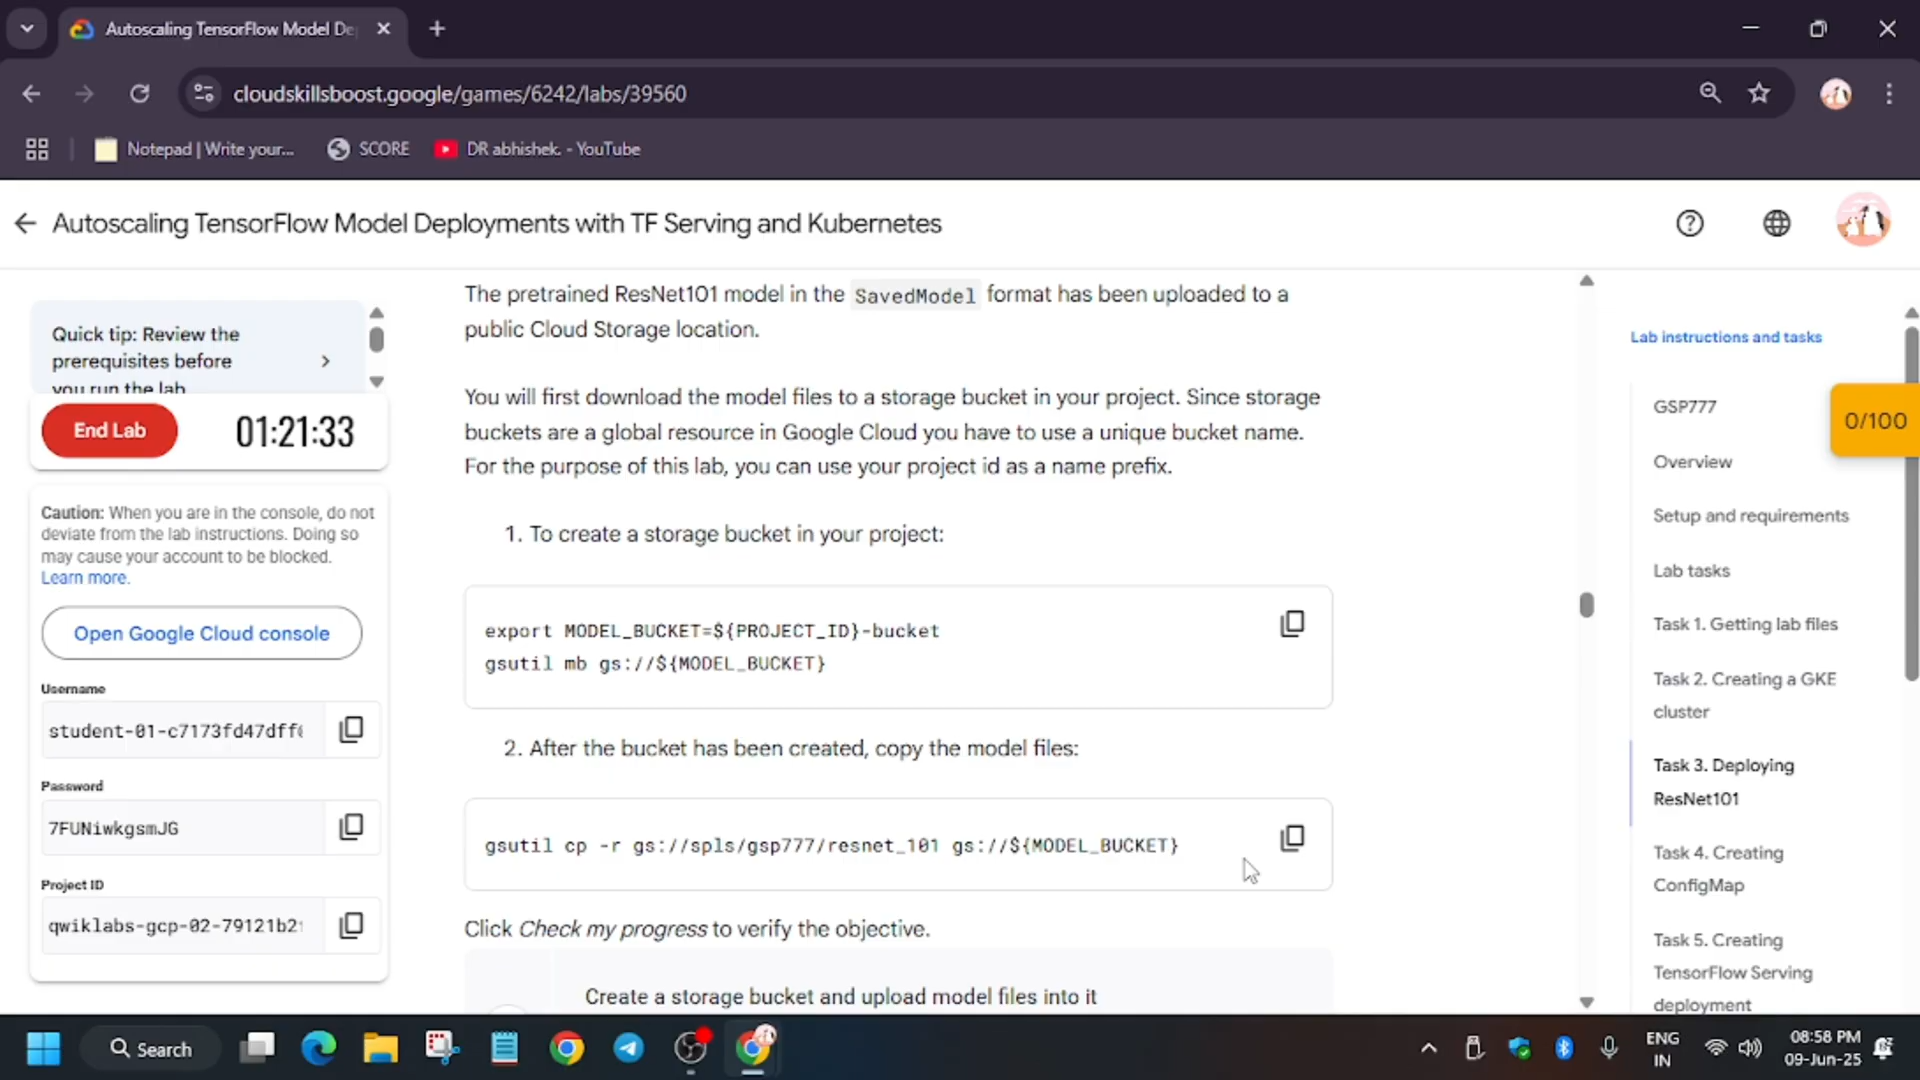 Autoscaling TensorFlow Model De
cloudskillsboost.google/games/6242/labs/39560
Notepad | Write your...
SCORE
DR abhishek. - YouTube
Autoscaling TensorFlow Model Deployments with TF Serving and Kubernetes
Quick tip: Review the
prerequisites before
you run the lab
End Lab
01:21:33
Caution: When you are in the console, do not
deviate from the lab instructions. Doing so
may cause your account to be blocked.
Learn more.
Open Google Cloud console
Username
student-01-c7173fd47dff
Password
7FUNiwkgsmJG
Project ID
qwiklabs-gcp-02-79121b2
The pretrained ResNet101 model in the SavedModel format has been uploaded to a
public Cloud Storage location.
You will first download the model files to a storage bucket in your project. Since storage
buckets are a global resource in Google Cloud you have to use a unique bucket name.
For the purpose of this lab, you can use your project id as a name prefix.
1. To create a storage bucket in your project:
export MODEL_BUCKET=${PROJECT_ID}-bucket
gsutil mb gs://${MODEL_BUCKET}
2. After the bucket has been created, copy the model files:
gsutil cp -r gs://spls/gsp777/resnet_101 gs://${MODEL_BUCKET}
Click Check my progress to verify the objective.
Create a storage bucket and upload model files into it
Lab instructions and tasks
GSP777
0/100
Overview
Setup and requirements
Lab tasks
Task 1. Getting lab files
Task 2. Creating a GKE
cluster
Task 3. Deploying
ResNet101
Task 4. Creating
ConfigMap
Task 5. Creating
TensorFlow Serving
deployment
Search
ENG
IN
08:58 PM
09-Jun-25